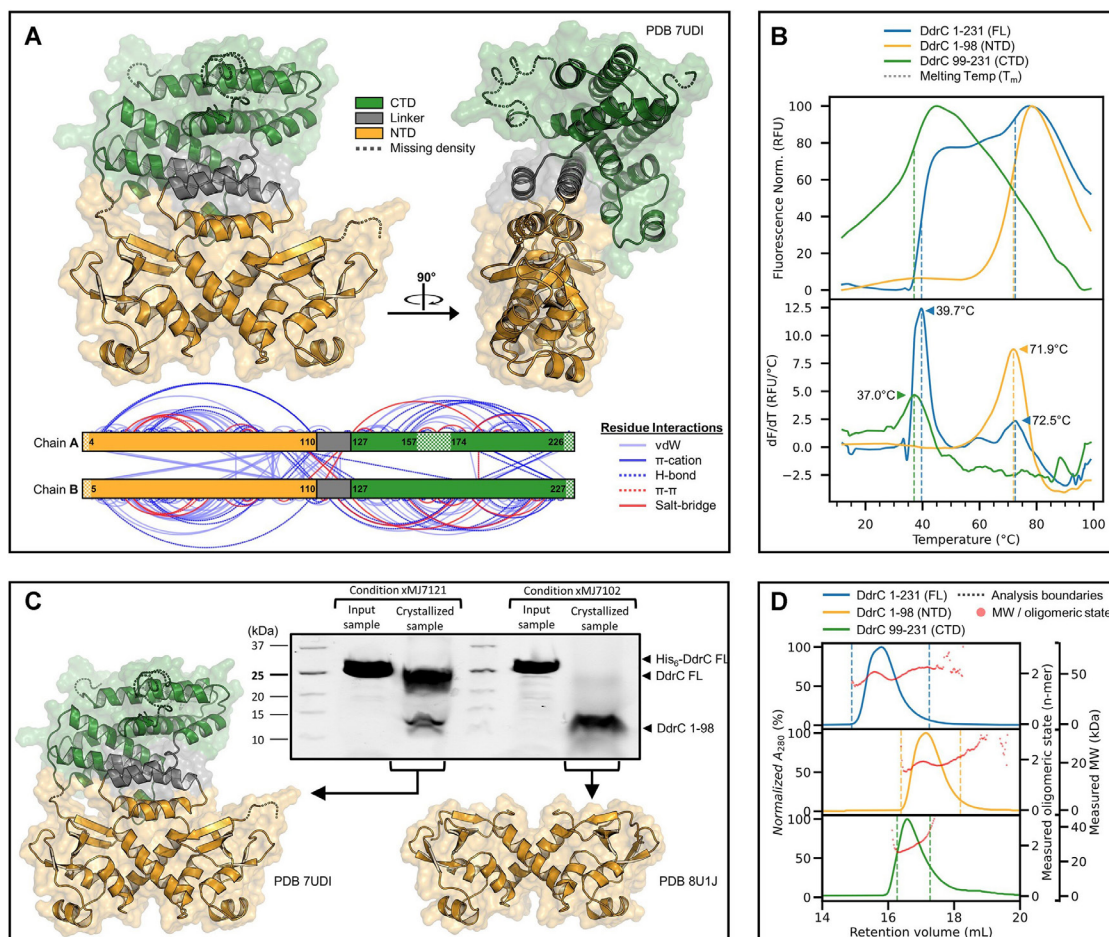 A
PDB 7UDI
CTD
Linker
NTD
Missing density
90°
Chain A
4
110
127
157
174
226
Chain B
5
110
127
227
Residue Interactions
vdW
π-cation
H-bond
π-π
Salt-bridge
B
DdrC 1-231 (FL)
DdrC 1-98 (NTD)
DdrC 99-231 (CTD)
Melting Temp (Tm)
Fluorescence Norm. (RFU)
100
80
60
40
20
0
dF/dT (RFU/°C)
12.5
10.0
7.5
5.0
2.5
0.0
−2.5
39.7°C
71.9°C
37.0°C
72.5°C
20 40 60 80 100
Temperature (°C)
C
Condition xMJ7121
Condition xMJ7102
Input sample
Crystallized sample
Input sample
Crystallized sample
(kDa)
37
25
20
15
10
His6-DdrC FL
DdrC FL
DdrC 1-98
PDB 7UDI
PDB 8U1J
D
DdrC 1-231 (FL)
DdrC 1-98 (NTD)
DdrC 99-231 (CTD)
Analysis boundaries
MW / oligomeric state
Normalized A280 (%)
100
50
0
100
50
0
100
50
0
2
0
2
0
2
0
Measured oligomeric state (n-mer)
50
0
20
0
40
20
0
Measured MW (kDa)
14 16 18 20
Retention volume (mL)